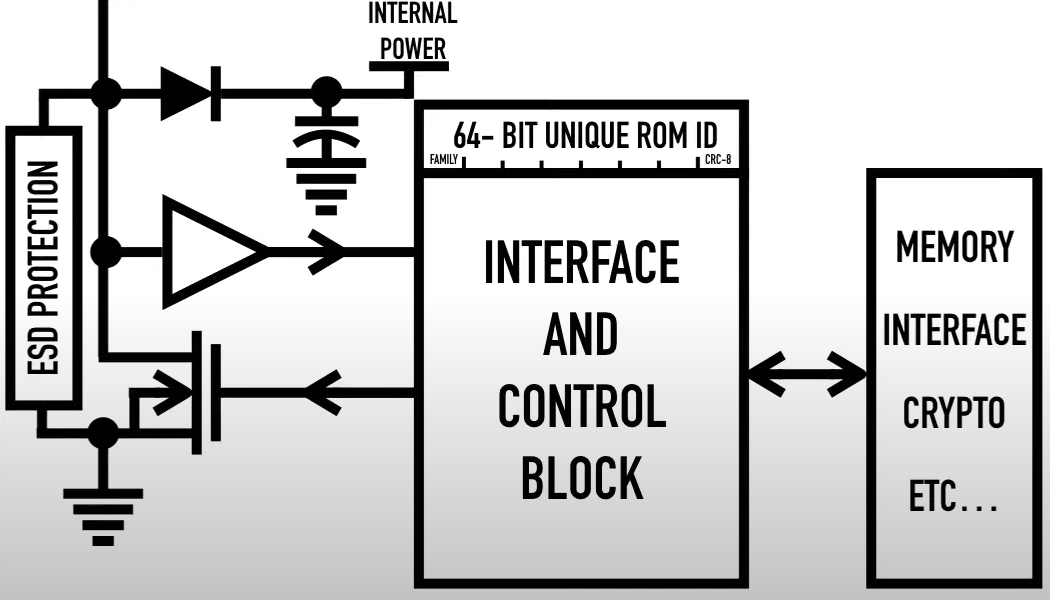 INTERNAL
POWER
64- BIT UNIQUE ROM ID
FAMILY
CRC-8
ESD PROTECTION
INTERFACE
AND
CONTROL
BLOCK
MEMORY
INTERFACE
CRYPTO
ETC...